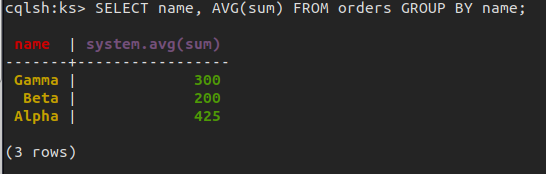 cqlsh:ks> SELECT name, AVG(sum) FROM orders GROUP BY name;
name | system.avg(sum)
-------+-----------------
Gamma | 300
Beta | 200
Alpha | 425
(3 rows)